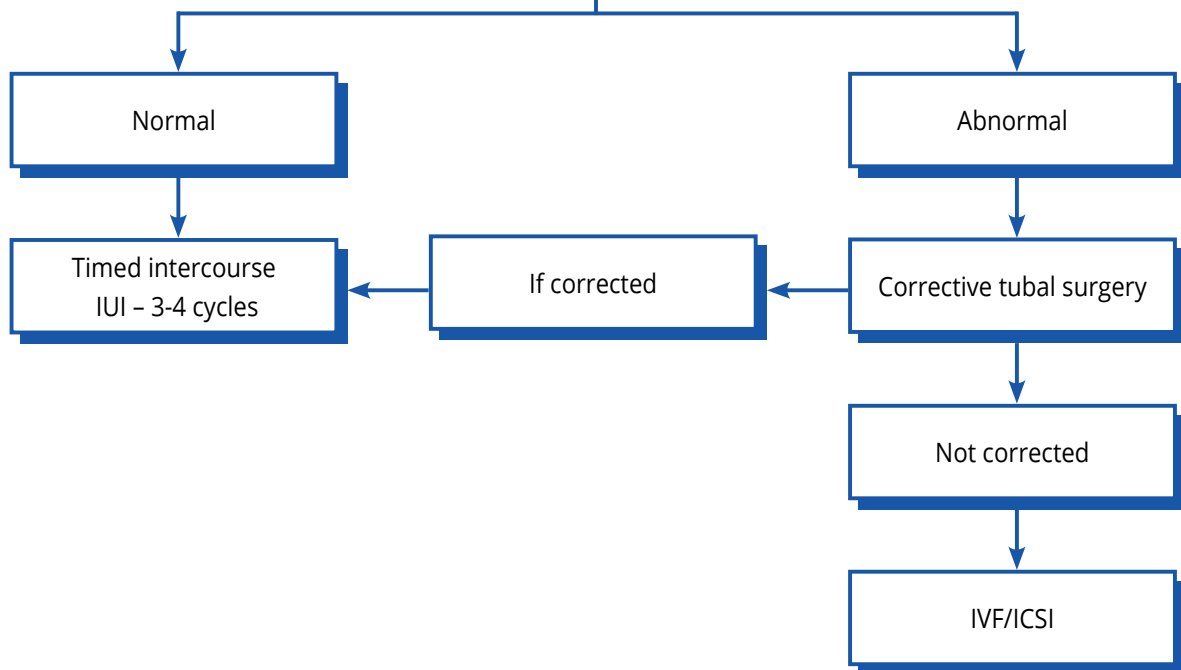 Normal
Abnormal
Timed intercourse
IUI – 3-4 cycles
If corrected
Corrective tubal surgery
Not corrected
IVF/ICSI